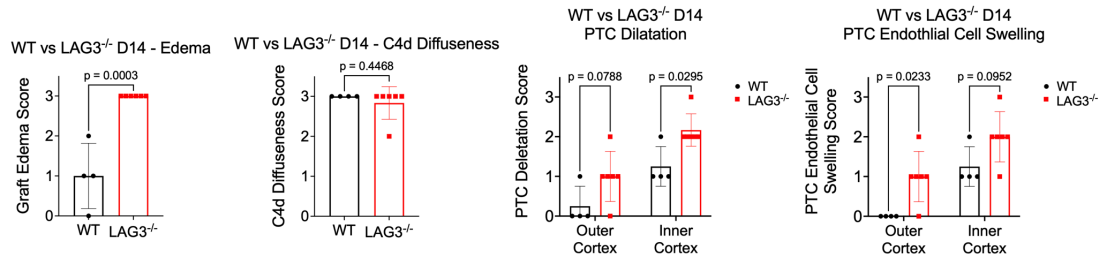 WT vs LAG3-/- D14 - Edema
p = 0.0003
Graft Edema Score
3
2
1
0
WT
LAG3-/-
WT vs LAG3-/- D14 - C4d Diffuseness
p = 0.4468
C4d Diffuseness Score
3
2
1
0
WT
LAG3-/-
WT vs LAG3-/- D14
PTC Dilatation
p = 0.0788
p = 0.0295
PTC Deletation Score
3
2
1
0
Outer
Cortex
Inner
Cortex
WT
LAG3-/-
WT vs LAG3-/- D14
PTC Endothlial Cell Swelling
p = 0.0233
p = 0.0952
PTC Endothelial Cell
Swelling Score
3
2
1
0
Outer
Cortex
Inner
Cortex
WT
LAG3-/-